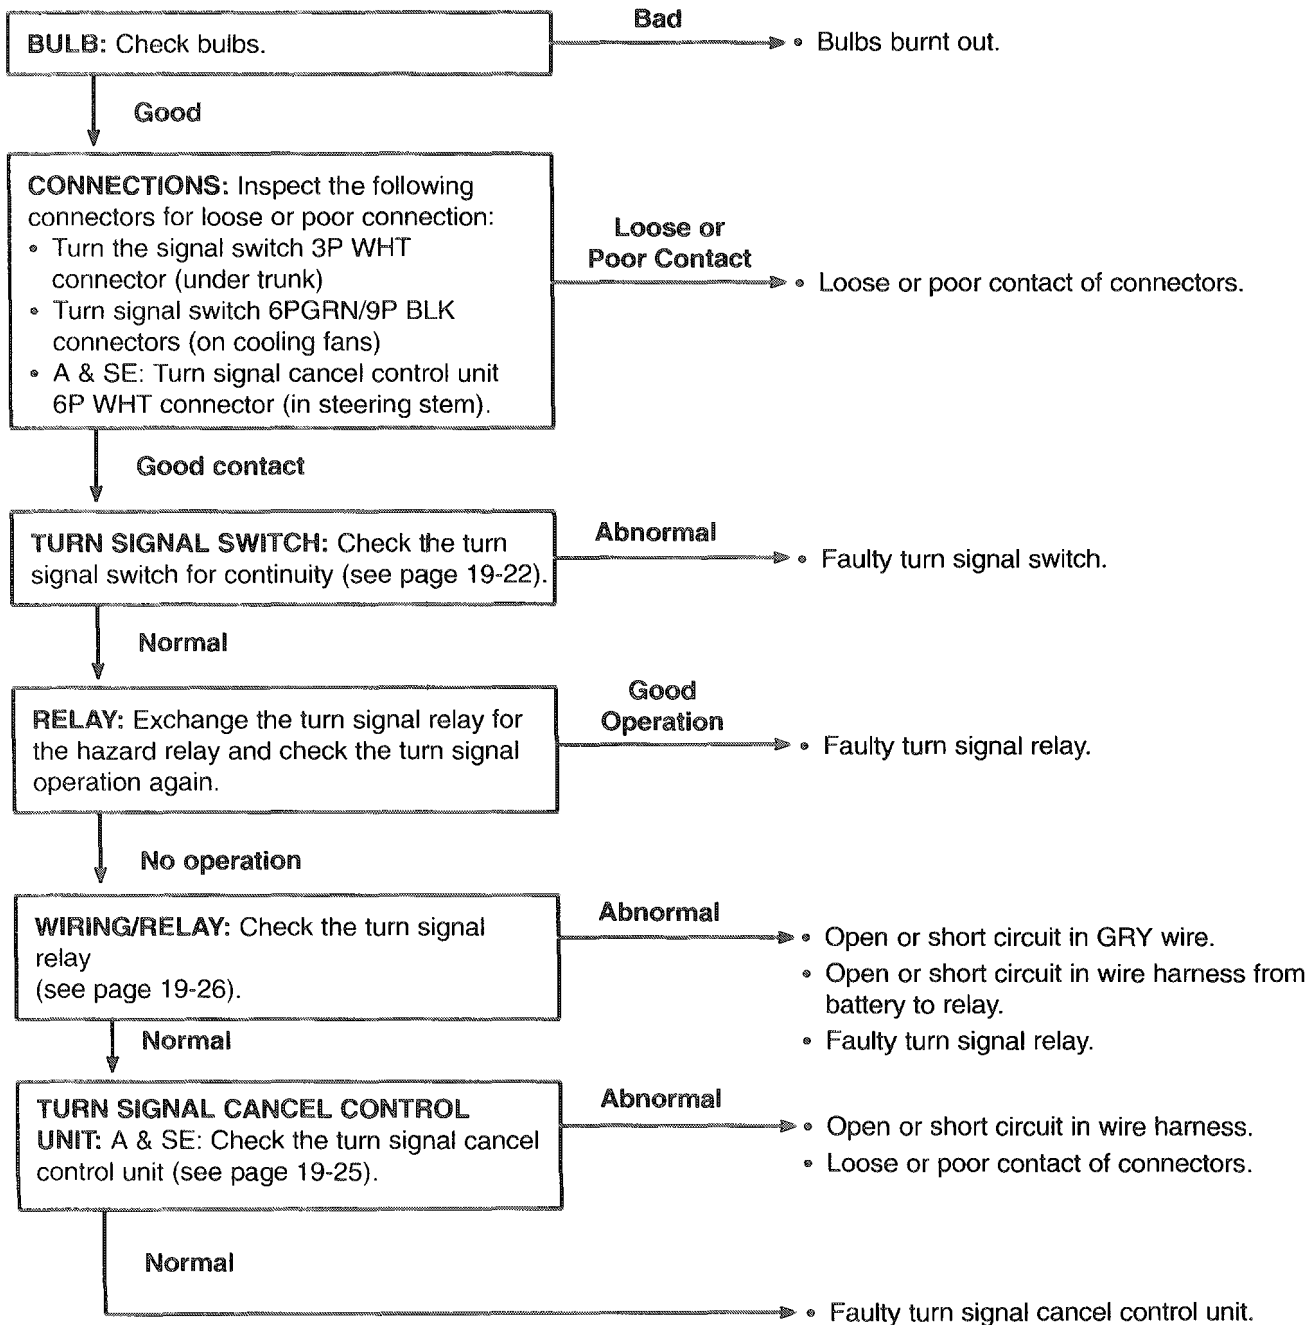 Bad
BULB: Check bulbs.
• Bulbs burnt out.
Good
CONNECTIONS: Inspect the following
connectors for loose or poor connection:
• Turn the signal switch 3P WHT
connector (under trunk)
• Turn signal switch 6PGRN/9P BLK
connectors (on cooling fans)
• A & SE: Turn signal cancel control unit
6P WHT connector (in steering stem).
Loose or
Poor Contact
• Loose or poor contact of connectors.
Good contact
TURN SIGNAL SWITCH: Check the turn
signal switch for continuity (see page 19-22).
Abnormal
• Faulty turn signal switch.
Normal
RELAY: Exchange the turn signal relay for
the hazard relay and check the turn signal
operation again.
Good
Operation
• Faulty turn signal relay.
No operation
WIRING/RELAY: Check the turn signal
relay
(see page 19-26).
Abnormal
• Open or short circuit in GRY wire.
• Open or short circuit in wire harness from
battery to relay.
• Faulty turn signal relay.
Normal
TURN SIGNAL CANCEL CONTROL
UNIT: A & SE: Check the turn signal cancel
control unit (see page 19-25).
Abnormal
• Open or short circuit in wire harness.
• Loose or poor contact of connectors.
Normal
• Faulty turn signal cancel control unit.